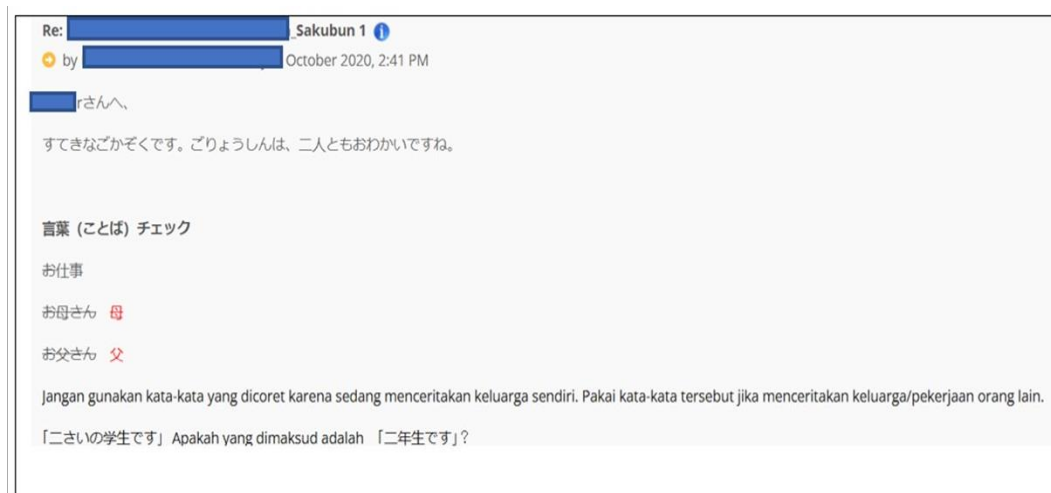 Re: _Sakubun 1
by October 2020, 2:41 PM
rさんへ、
すてきなごかぞくです。ごりょうしんは、二人ともおわかいですね。
言葉（ことば）チェック
お仕事
お母さん 母
お父さん 父
Jangan gunakan kata-kata yang dicoret karena sedang menceritakan keluarga sendiri. Pakai kata-kata tersebut jika menceritakan keluarga/pekerjaan orang lain.
「二さいの学生です」Apakah yang dimaksud adalah 「二年生です」?